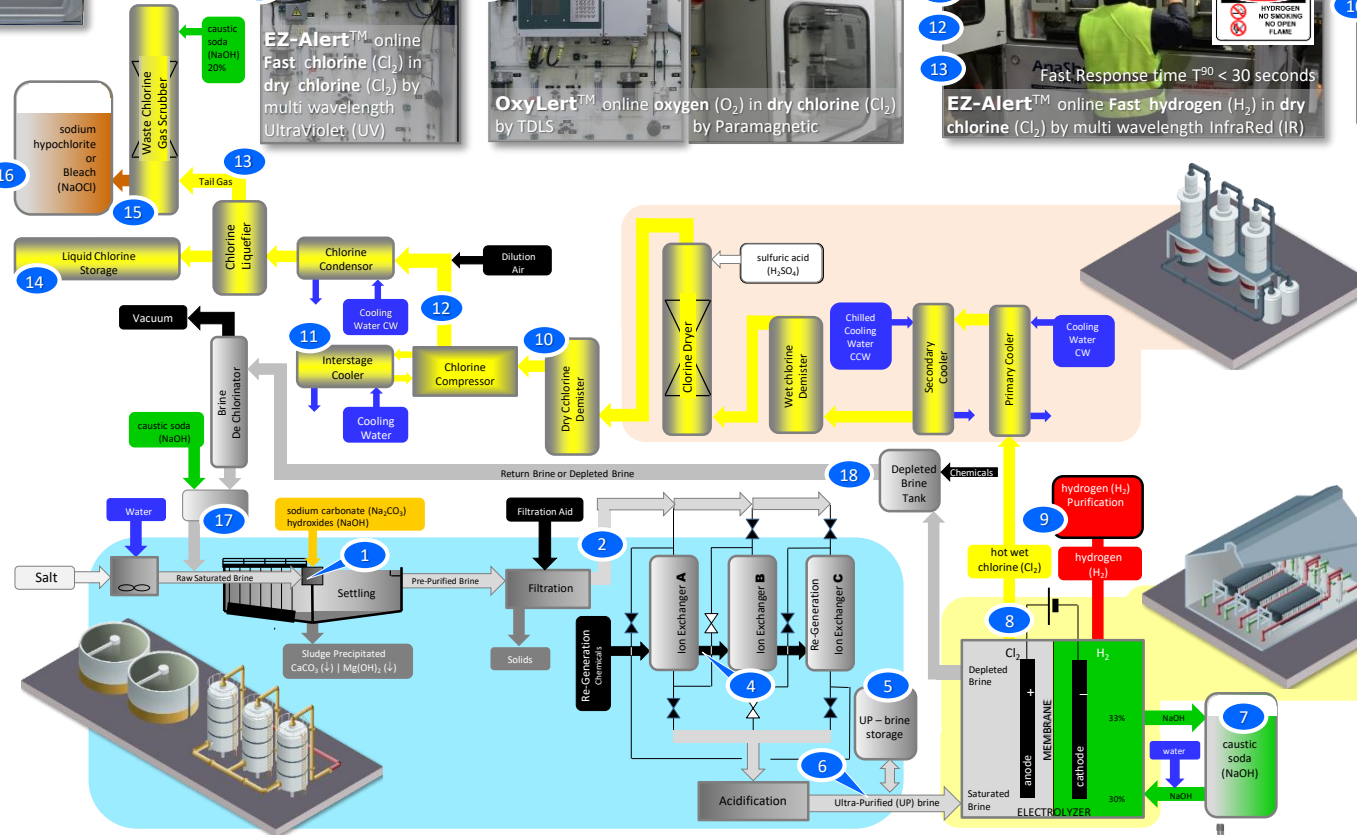 caustic
soda
(NaOH)
20%
Waste Chlorine
Gas Scrubber
EZ-Alert™ online
Fast chlorine (Cl₂) in
dry chlorine (Cl₂) by
multi wavelength
UltraViolet (UV)
OxyLert™ online oxygen (O₂) in dry chlorine (Cl₂)
by TDLS
by Paramagnetic
12
13
HYDROGEN
NO SMOKING
NO OPEN
FLAME
Fast Response time T⁹⁰ < 30 seconds
EZ-Alert™ online Fast hydrogen (H₂) in dry
chlorine (Cl₂) by multi wavelength InfraRed (IR)
sodium
hypochlorite
or
Bleach
(NaOCl)
16
15
13
Tail Gas
Chlorine
Liquefier
Liquid Chlorine
Storage
14
Chlorine
Condensor
Dilution
Air
Cooling
Water CW
12
Vacuum
11
Interstage
Cooler
Cooling
Water
Chlorine
Compressor
10
Dry Cchlorine
Demister
Clorine Dryer
sulfuric acid
(H₂SO₄)
Wet chlorine
Demister
Chilled
Cooling
Water
CCW
Secondary
Cooler
Primary Cooler
Cooling
Water
CW
Brine
De Chlorinator
caustic soda
(NaOH)
Return Brine or Depleted Brine
18
Depleted
Brine
Tank
Chemicals
hydrogen (H₂)
Purification
9
hot wet
chlorine (Cl₂)
hydrogen
(H₂)
Water
17
sodium carbonate (Na₂CO₃)
hydroxides (NaOH)
1
Filtration Aid
2
Salt
Raw Saturated Brine
Settling
Pre-Purified Brine
Filtration
Sludge Precipitated
CaCO₃ (↓) | Mg(OH)₂ (↓)
Solids
Re-Generation
Chemicals
Ion Exchanger A
Ion Exchanger B
Re-Generation
Ion Exchanger C
4
5
UP – brine
storage
6
Acidification
Ultra-Purified (UP) brine
8
Cl₂
H₂
Depleted
Brine
+
–
MEMBRANE
anode
cathode
33%
30%
Saturated
Brine
ELECTROLYZER
NaOH
water
NaOH
7
caustic
soda
(NaOH)